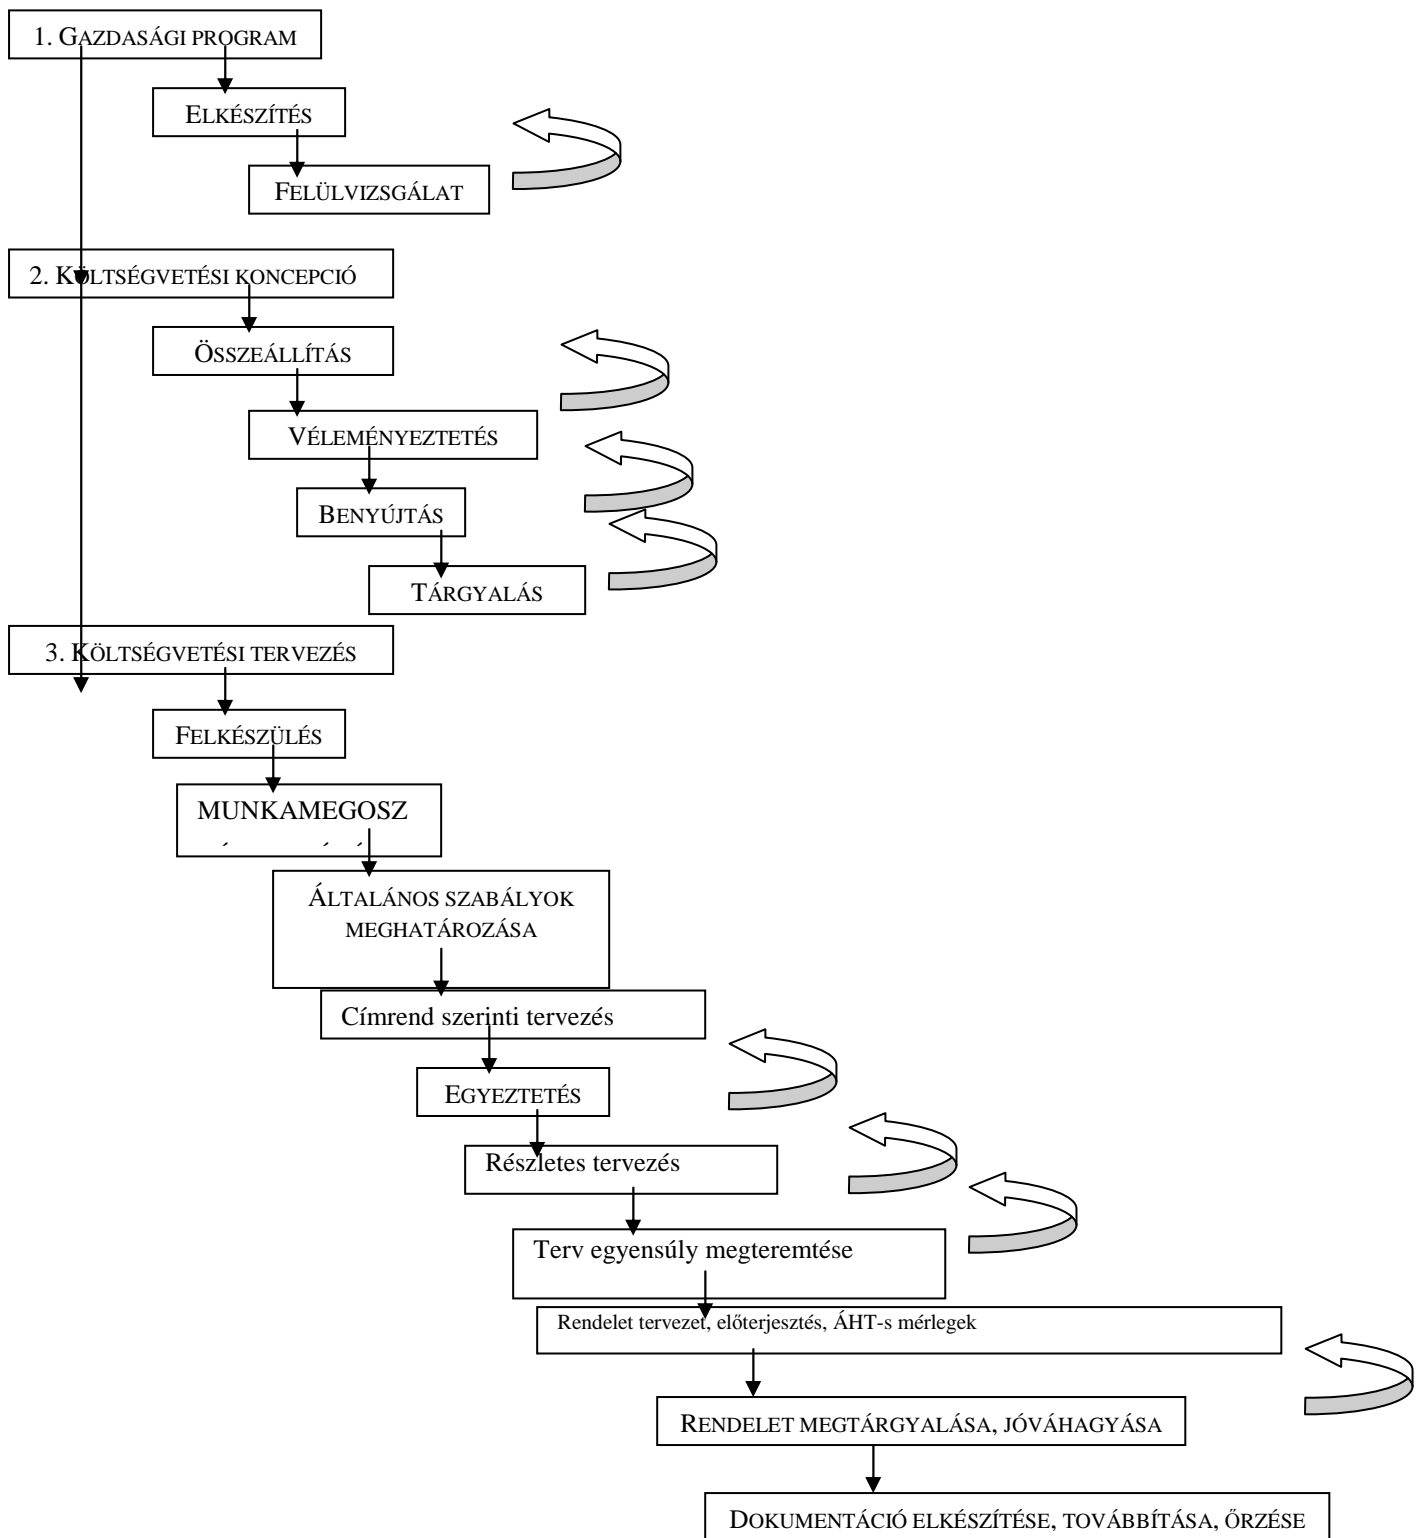 1. GAZDASÁGI PROGRAM
ELKÉSZÍTÉS
FELÜLVIZSGÁLAT
2. KÖLTSÉGVETÉSI KONCEPCIÓ
ÖSSZEÁLLÍTÁS
VÉLEMÉNYEZTETÉS
BENYÚJTÁS
TÁRGYALÁS
3. KÖLTSÉGVETÉSI TERVEZÉS
FELKÉSZÜLÉS
MUNKAMEGOSZ
ÁLTALÁNOS SZABÁLYOK
MEGHATÁROZÁSA
Címrend szerinti tervezés
EGYEZTETÉS
Részletes tervezés
Terv egyensúly megteremtése
Rendelet tervezet, előterjesztés, ÁHT-s mérlegek
RENDELET MEGTÁRGYALÁSA, JÓVÁHAGYÁSA
DOKUMENTÁCIÓ ELKÉSZÍTÉSE, TOVÁBBÍTÁSA, ŐRZÉSE